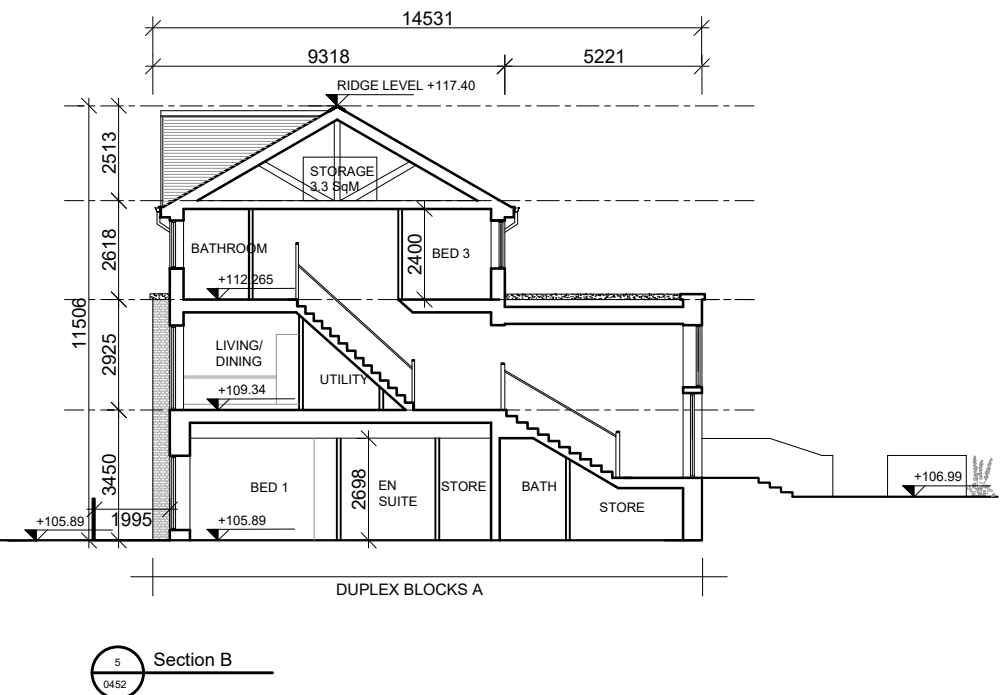 14531
9318
5221
RIDGE LEVEL +117.40
2513
STORAGE
3.3 SqM
2618
BATHROOM
2400
BED 3
+112.265
11506
2925
LIVING/
DINING
UTILITY
+109.34
3450
2698
BED 1
EN
SUITE
STORE
BATH
STORE
+106.99
1995
+105.89
+105.89
DUPLEX BLOCKS A
5
0452
Section B